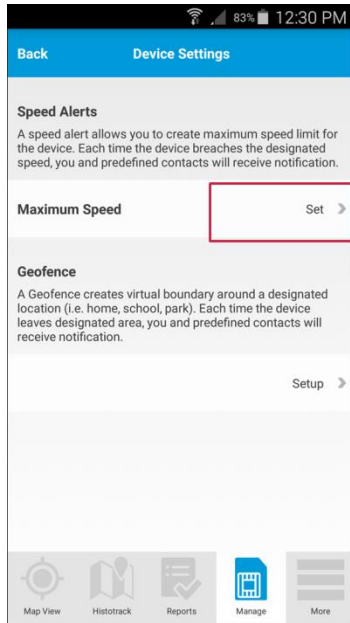 83% 12:30 PM
Back Device Settings
Speed Alerts
A speed alert allows you to create maximum speed limit for
the device. Each time the device breaches the designated
speed, you and predefined contacts will receive notification.
Maximum Speed Set
Geofence
A Geofence creates virtual boundary around a designated
location (i.e. home, school, park). Each time the device
leaves designated area, you and predefined contacts will
receive notification.
Setup
Map View Histotrack Reports Manage More